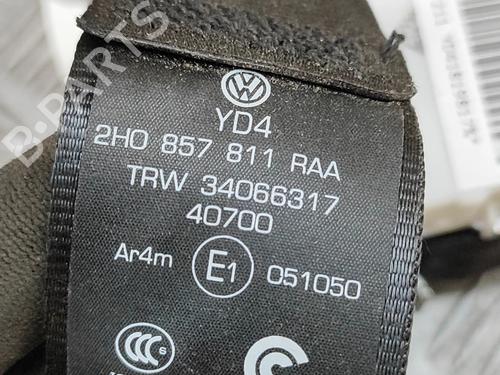 YD4
2H0 857 811 RAA
TRW 34066317
40700
Ar4m E1 051050
B-PARTS